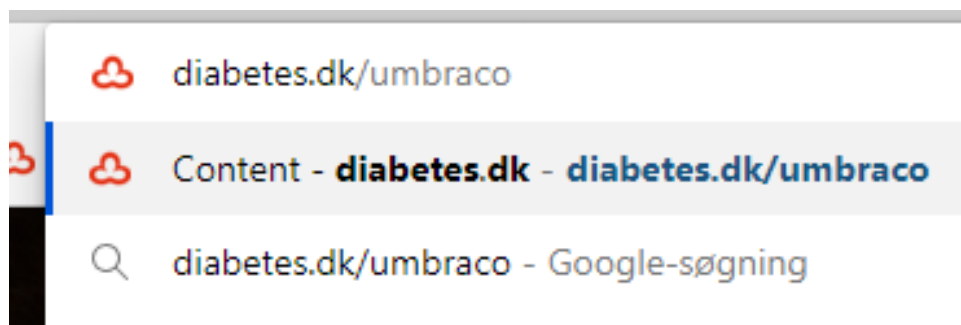 diabetes.dk/umbraco
Content - diabetes.dk - diabetes.dk/umbraco
diabetes.dk/umbraco - Google-søgning